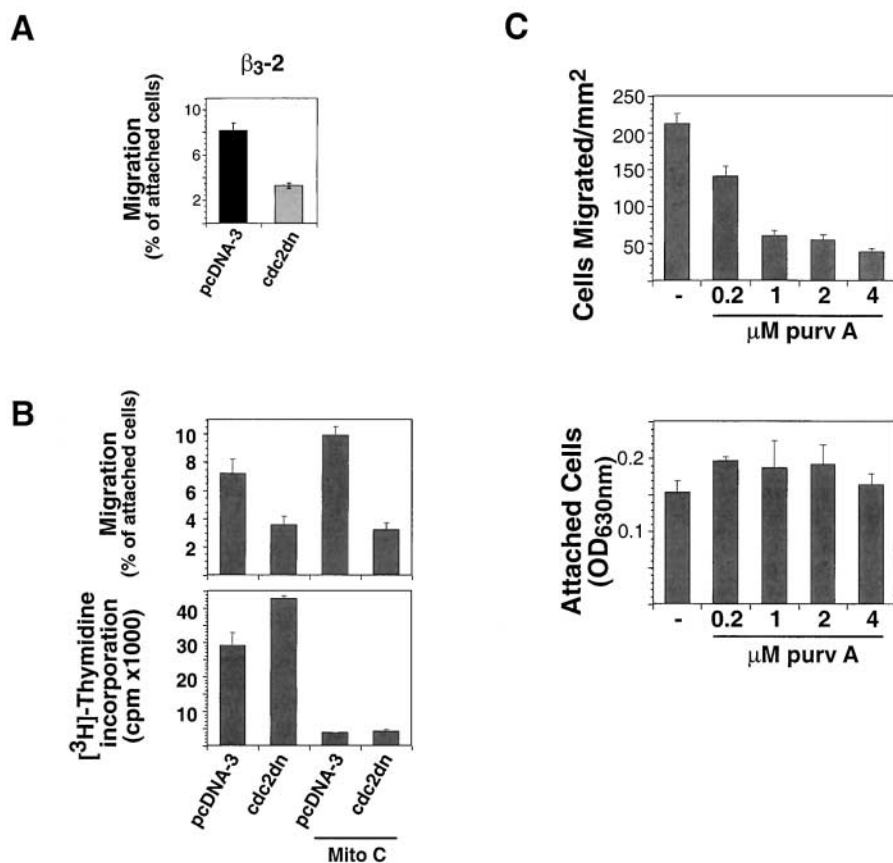 A
β3-2
Migration
(% of attached cells)
10
6
2
pcDNA-3
cdc2dn
B
Migration
(% of attached cells)
10
8
6
4
2
[3H]-Thymidine
incorporation
(cpm x1000)
40
30
20
10
pcDNA-3
cdc2dn
pcDNA-3
cdc2dn
Mito C
C
Cells Migrated/mm2
250
200
150
100
50
- 0.2 1 2 4
μM purv A
Attached Cells
(OD630nm)
0.2
0.1
- 0.2 1 2 4
μM purv A